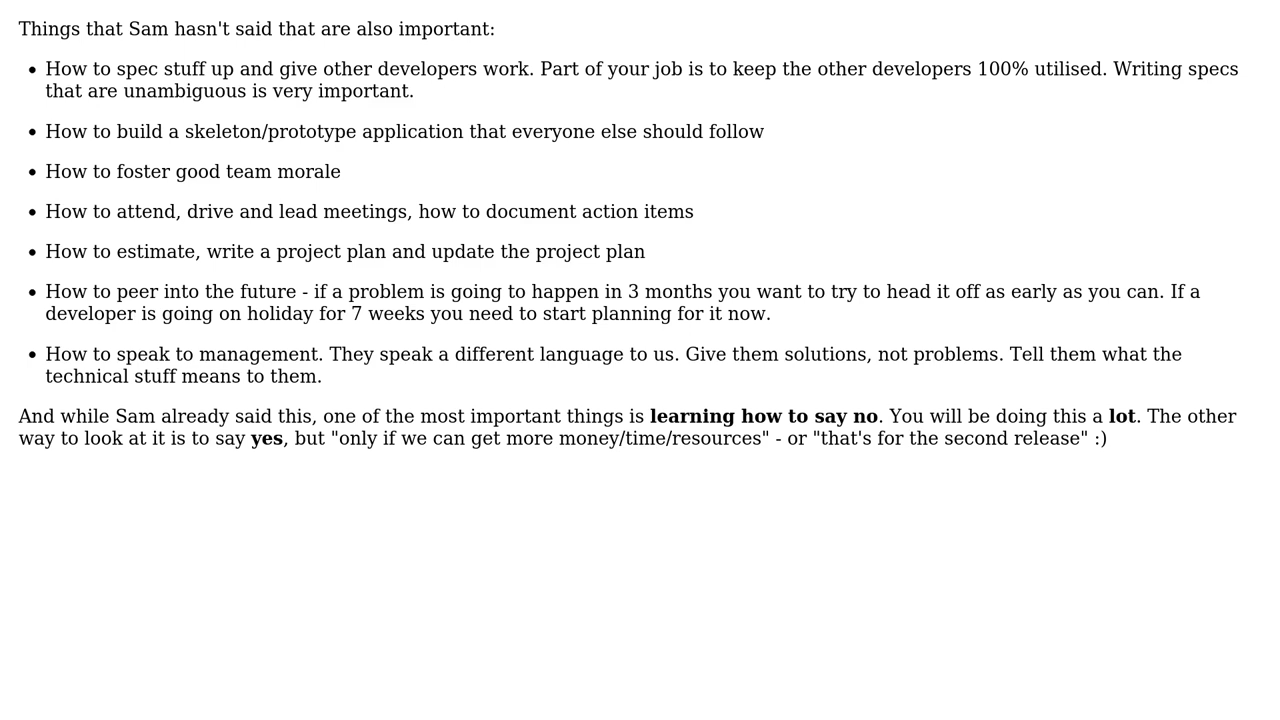 Things that Sam hasn't said that are also important:
• How to spec stuff up and give other developers work. Part of your job is to keep the other developers 100% utilised. Writing specs
that are unambiguous is very important.
• How to build a skeleton/prototype application that everyone else should follow
• How to foster good team morale
• How to attend, drive and lead meetings, how to document action items
• How to estimate, write a project plan and update the project plan
• How to peer into the future - if a problem is going to happen in 3 months you want to try to head it off as early as you can. If a
developer is going on holiday for 7 weeks you need to start planning for it now.
• How to speak to management. They speak a different language to us. Give them solutions, not problems. Tell them what the
technical stuff means to them.
And while Sam already said this, one of the most important things is learning how to say no. You will be doing this a lot. The other
way to look at it is to say yes, but "only if we can get more money/time/resources" - or "that's for the second release" :)